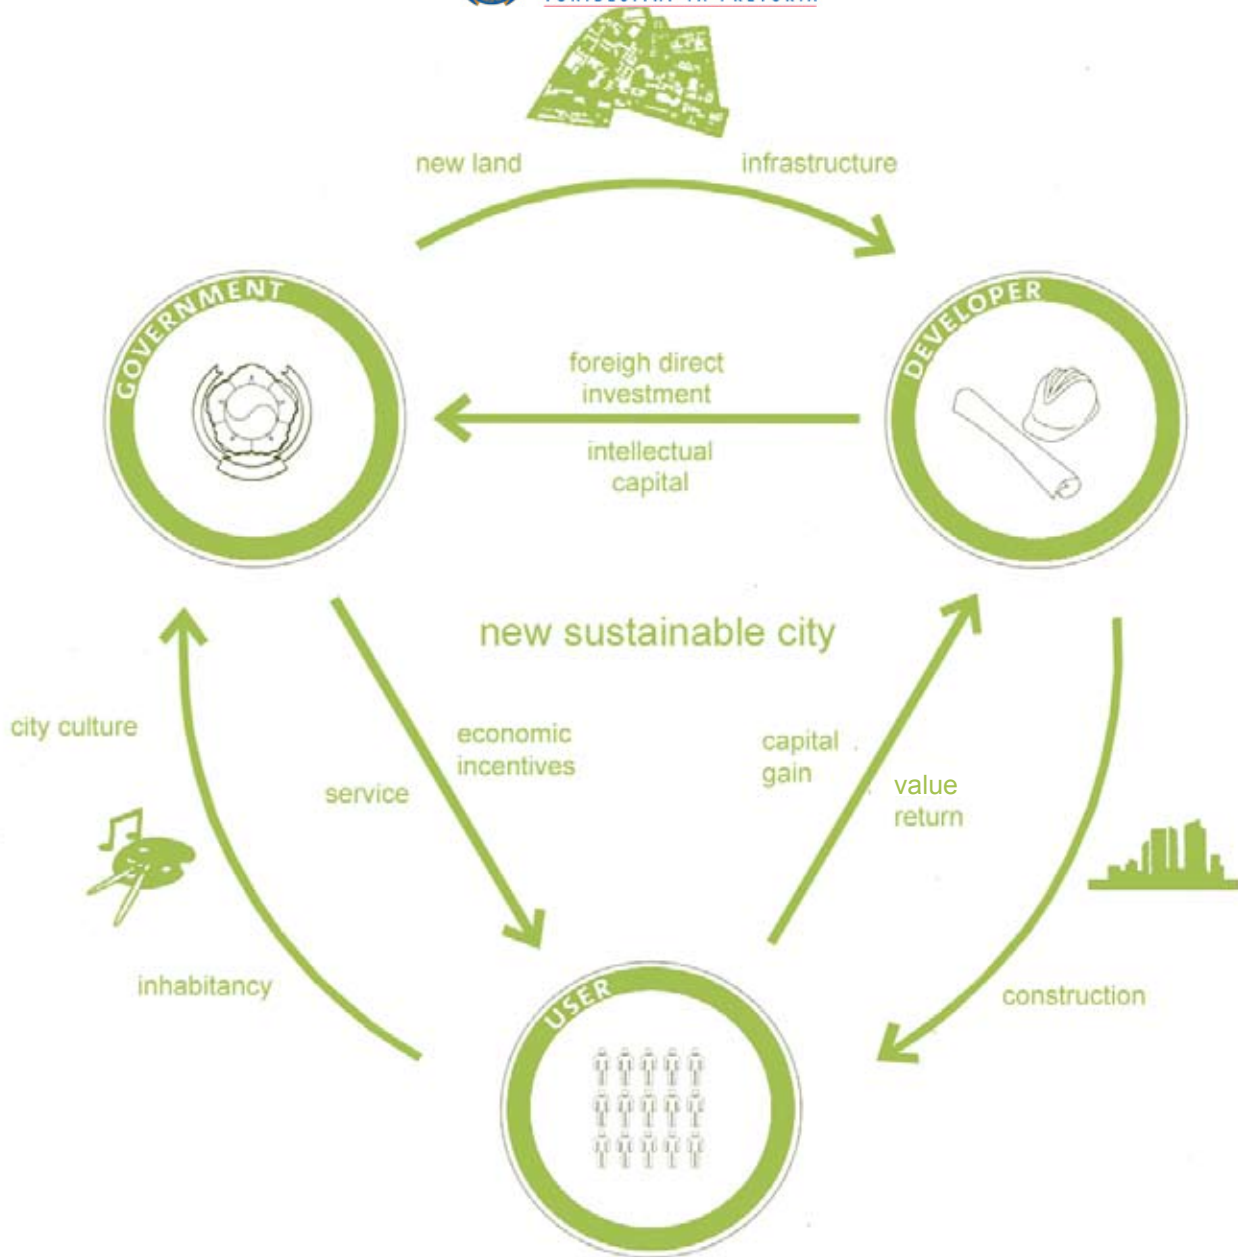 new land
infrastructure
GOVERNMENT
DEVELOPER
foreigh direct
investment
intellectual
capital
new sustainable city
city culture
economic
incentives
service
capital
gain
value
return
inhabitancy
construction
USER